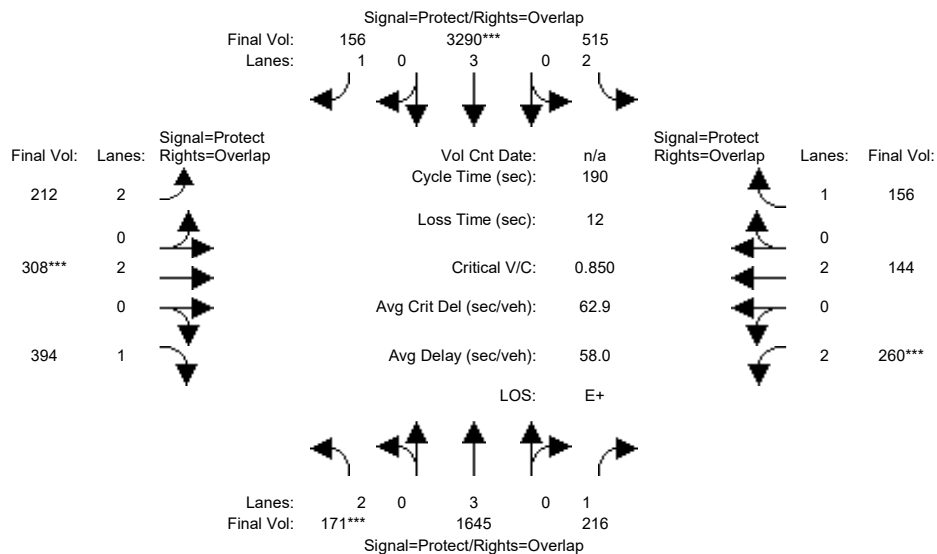 Signal=Protect/Rights=Overlap
Final Vol: 156 3290*** 515
Lanes: 1 0 3 0 2
Signal=Protect Signal=Protect
Final Vol: Lanes: Rights=Overlap Vol Cnt Date: n/a Rights=Overlap Lanes: Final Vol:
Cycle Time (sec): 190
212 2 1 156
Loss Time (sec): 12
0 0
308*** 2 Critical V/C: 0.850 2 144
0 Avg Crit Del (sec/veh): 62.9 0
394 1 Avg Delay (sec/veh): 58.0 2 260***
LOS: E+
Lanes: 2 0 3 0 1
Final Vol: 171*** 1645 216
Signal=Protect/Rights=Overlap